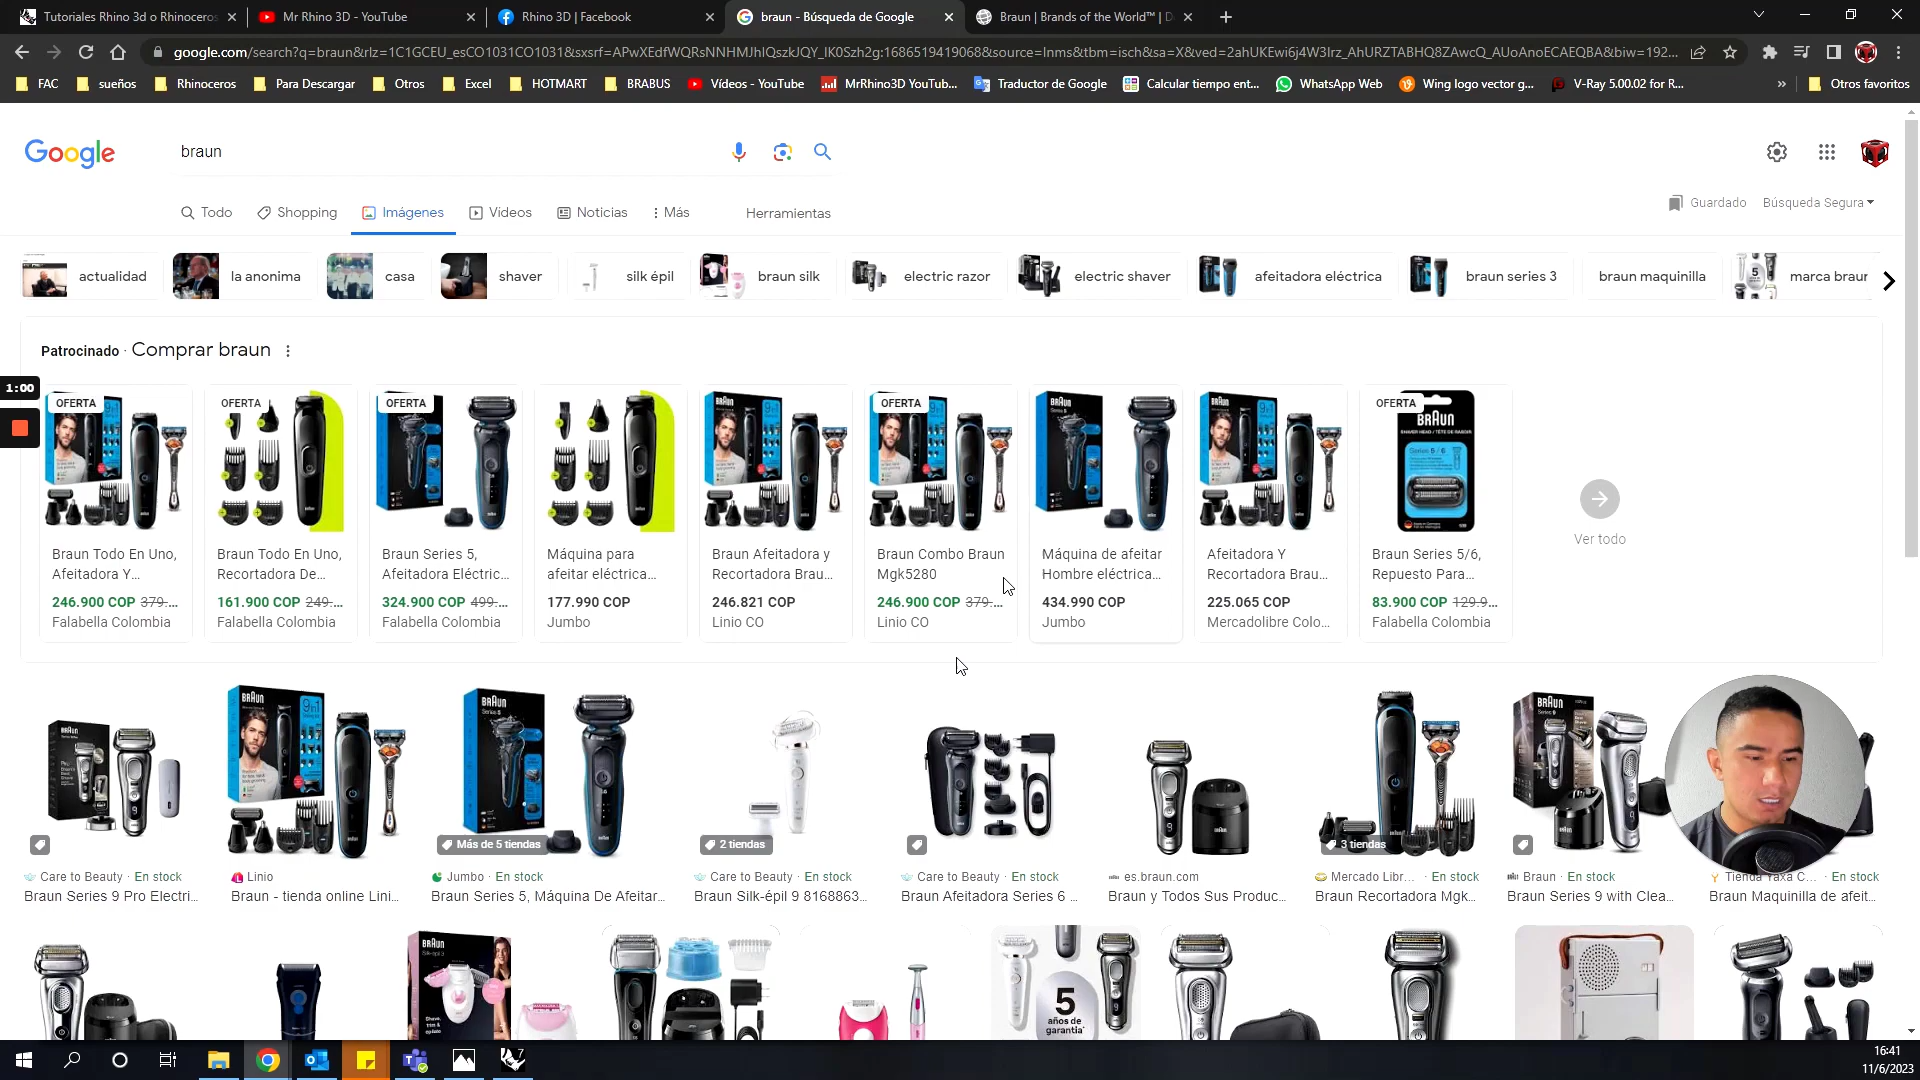 Tutoriales Rhino 3d o Rhinoceros
Mr Rhino 3D - YouTube
Rhino 3D | Facebook
braun - Búsqueda de Google
Braun | Brands of the World™ | D
google.com/search?q=braun&rlz=1C1GCEU_esCO1031CO1031&sxsrf=APwXEdfWQRsNNHMJhIQszkJQY_IK0Szh2g:1686519419068&source=lnms&tbm=isch&sa=X&ved=2ahUKEwi6j4W3lrz_AhURZTABHQ8ZAwcQ_AUoAnoECAEQBA&biw=192...
FAC
sueños
Rhinoceros
Para Descargar
Otros
Excel
HOTMART
BRABUS
Vídeos - YouTube
MrRhino3D YouTub...
Traductor de Google
Calcular tiempo ent...
WhatsApp Web
Wing logo vector g...
V-Ray 5.00.02 for R...
»
Otros favoritos
Google
braun
Todo
Shopping
Imágenes
Videos
Noticias
Más
Herramientas
Guardado
Búsqueda Segura
actualidad
la anonima
casa
shaver
silk épil
braun silk
electric razor
electric shaver
afeitadora eléctrica
braun series 3
braun maquinilla
marca braun
Patrocinado · Comprar braun
1:00
OFERTA
OFERTA
OFERTA
OFERTA
OFERTA
BRAUN
Series 5/6
Braun Todo En Uno,
Afeitadora Y...
246.900 COP 379....
Falabella Colombia
Braun Todo En Uno,
Recortadora De...
161.900 COP 249....
Falabella Colombia
Braun Series 5,
Afeitadora Eléctric...
324.900 COP 499....
Falabella Colombia
Máquina para
afeitar eléctrica...
177.990 COP
Jumbo
Braun Afeitadora y
Recortadora Brau...
246.821 COP
Linio CO
Braun Combo Braun
Mgk5280
246.900 COP 379....
Linio CO
Máquina de afeitar
Hombre eléctrica...
434.990 COP
Jumbo
Afeitadora Y
Recortadora Brau...
225.065 COP
Mercadolibre Colo...
Braun Series 5/6,
Repuesto Para...
83.900 COP 129.9...
Falabella Colombia
Ver todo
BRAUN
9in1
BRAUN
BRAUN
Más de 5 tiendas
2 tiendas
3 tiendas
Care to Beauty · En stock
Braun Series 9 Pro Electri...
Linio
Braun - tienda online Lini...
Jumbo · En stock
Braun Series 5, Máquina De Afeitar...
Care to Beauty · En stock
Braun Silk-épil 9 8168863...
Care to Beauty · En stock
Braun Afeitadora Series 6 ...
es.braun.com
Braun y Todos Sus Produc...
Mercado Libr... · En stock
Braun Recortadora Mgk...
Braun · En stock
Braun Series 9 with Clea...
Tienda Yaxa C... · En stock
Braun Maquinilla de afeit...
BRAUN
5
años de
garantía
16:41
11/6/2023